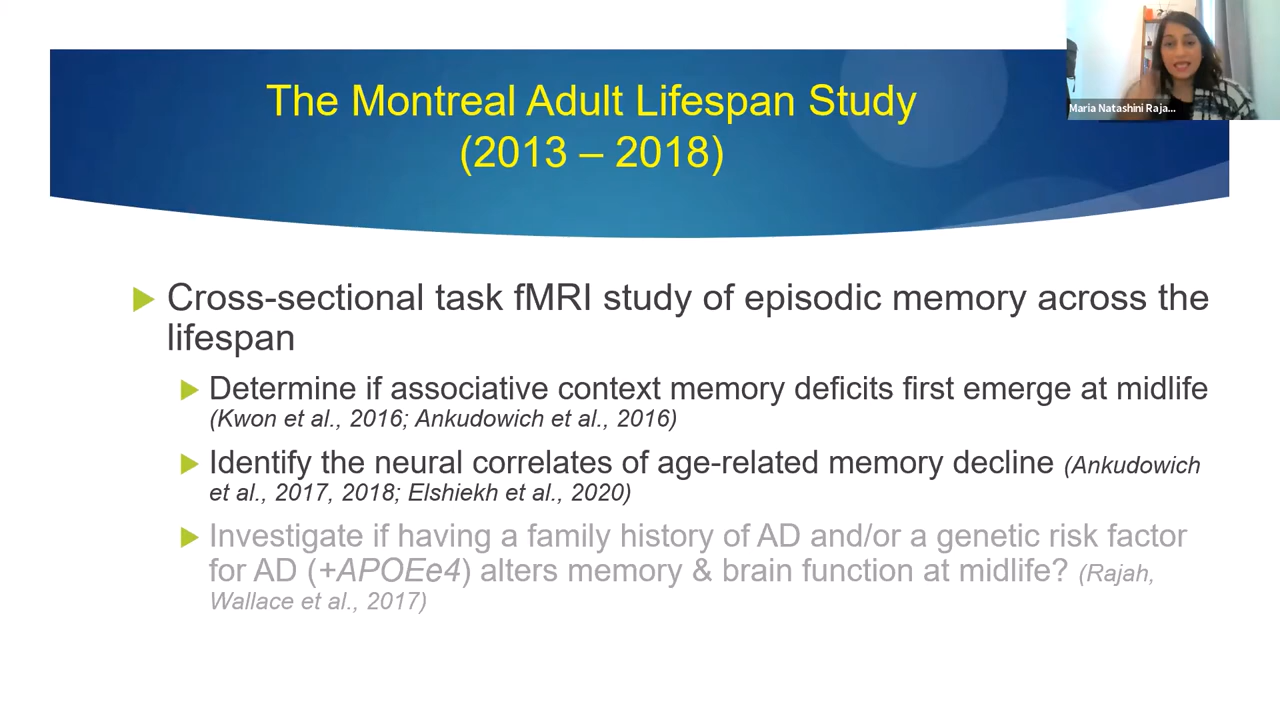 Maria Natashini Raja...
The Montreal Adult Lifespan Study
(2013 – 2018)
Cross-sectional task fMRI study of episodic memory across the
lifespan
Determine if associative context memory deficits first emerge at midlife
(Kwon et al., 2016; Ankudowich et al., 2016)
Identify the neural correlates of age-related memory decline (Ankudowich
et al., 2017, 2018; Elshiekh et al., 2020)
Investigate if having a family history of AD and/or a genetic risk factor
for AD (+APOEe4) alters memory & brain function at midlife? (Rajah,
Wallace et al., 2017)